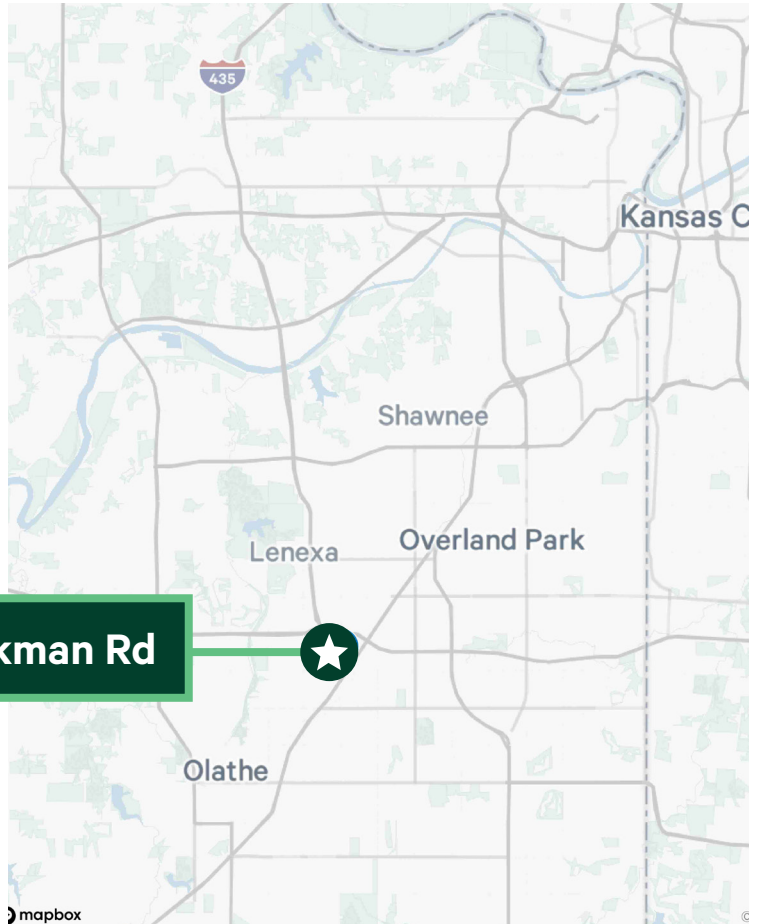 435
Kansas C
Shawnee
Overland Park
Lenexa
kman Rd
Olathe
mapbox
©